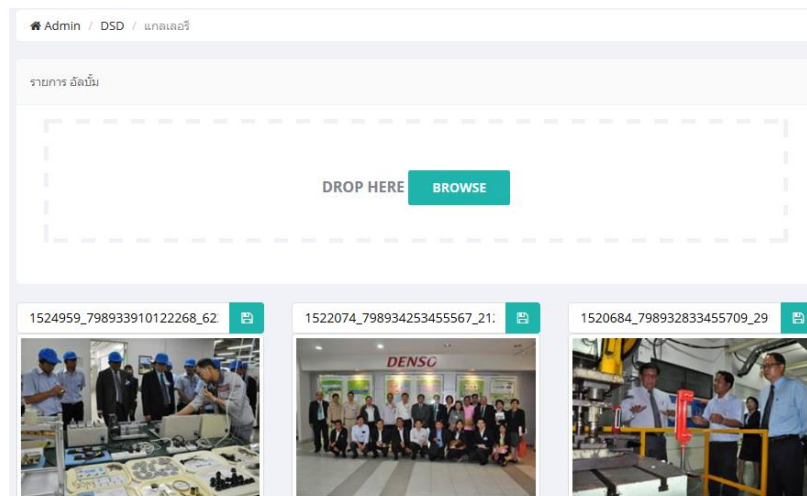 Admin / DSD / แกลเลอรี
รายการ อัลบั้ม
DROP HERE BROWSE
1524959_798933910122268_62
1522074_798934253455567_21
1520684_798932833455709_29
DENSO